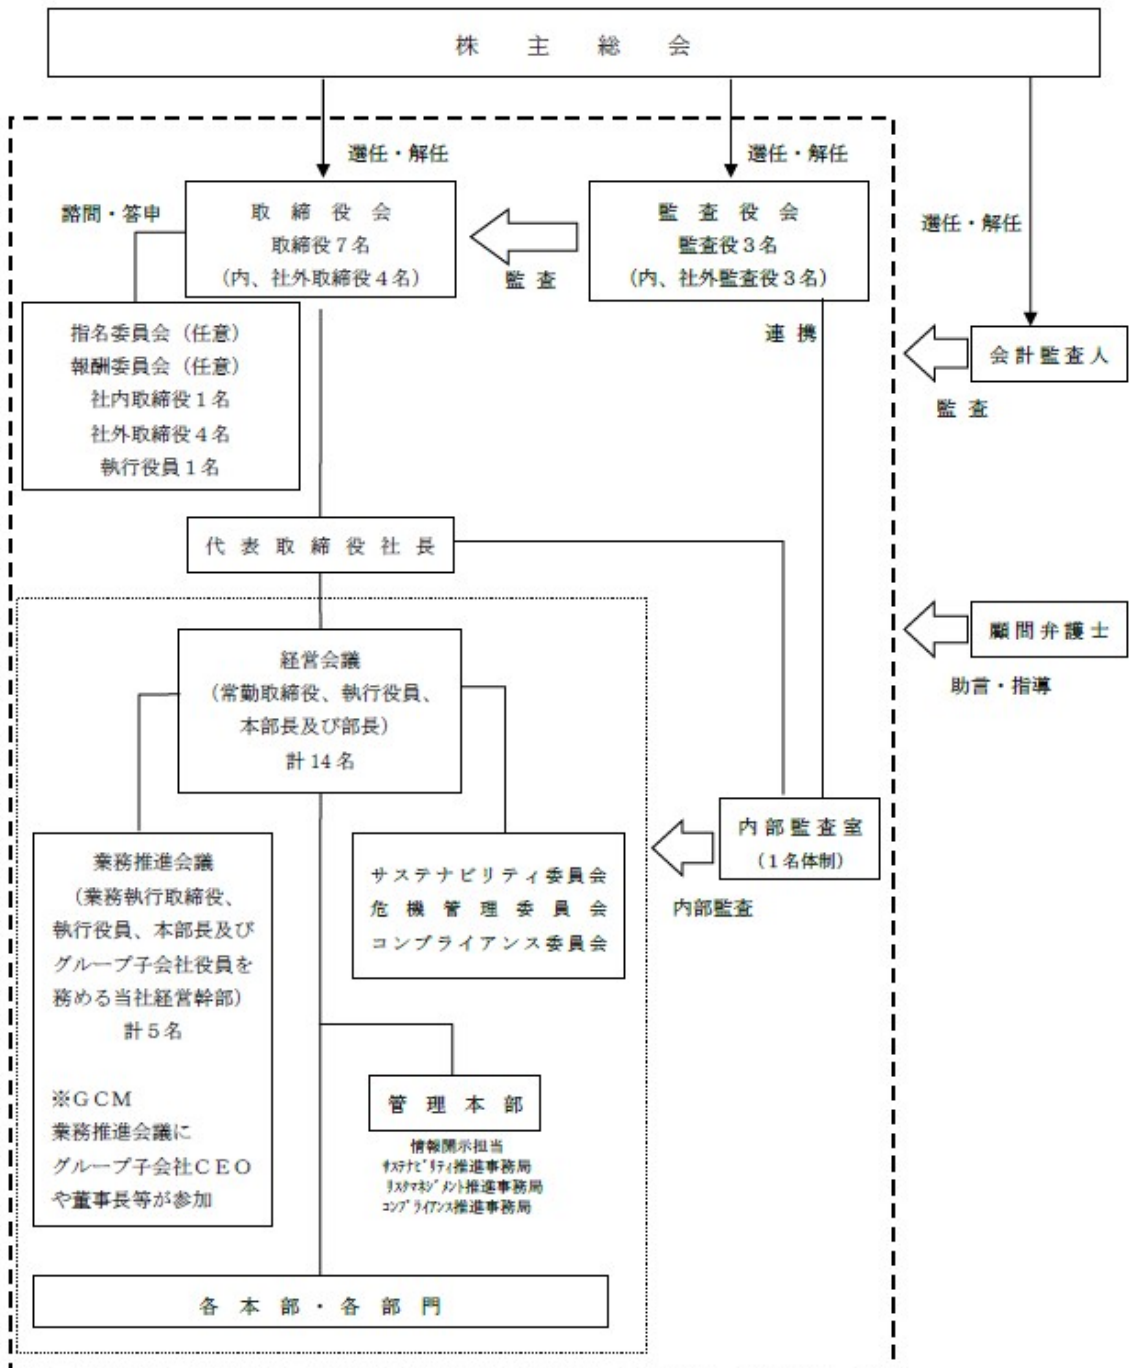 株主総会
選任・解任
選任・解任
選任・解任
諮問・答申
取締役会
取締役7名
(内、社外取締役4名)
監査
監査役会
監査役3名
(内、社外監査役3名)
連携
会計監査人
監査
指名委員会(任意)
報酬委員会(任意)
社内取締役1名
社外取締役4名
執行役員1名
代表取締役社長
顧問弁護士
助言・指導
経営会議
(常勤取締役、執行役員、
本部長及び部長)
計14名
内部監査室
(1名体制)
内部監査
業務推進会議
(業務執行取締役、
執行役員、本部長及び
グループ子会社役員を
務める当社経営幹部)
計5名
※GCM
業務推進会議に
グループ子会社CEO
や董事長等が参加
サステナビリティ委員会
危機管理委員会
コンプライアンス委員会
管理本部
情報開示担当
サステナビリティ推進事務局
リスクマネジメント推進事務局
コンプライアンス推進事務局
各本部・各部門